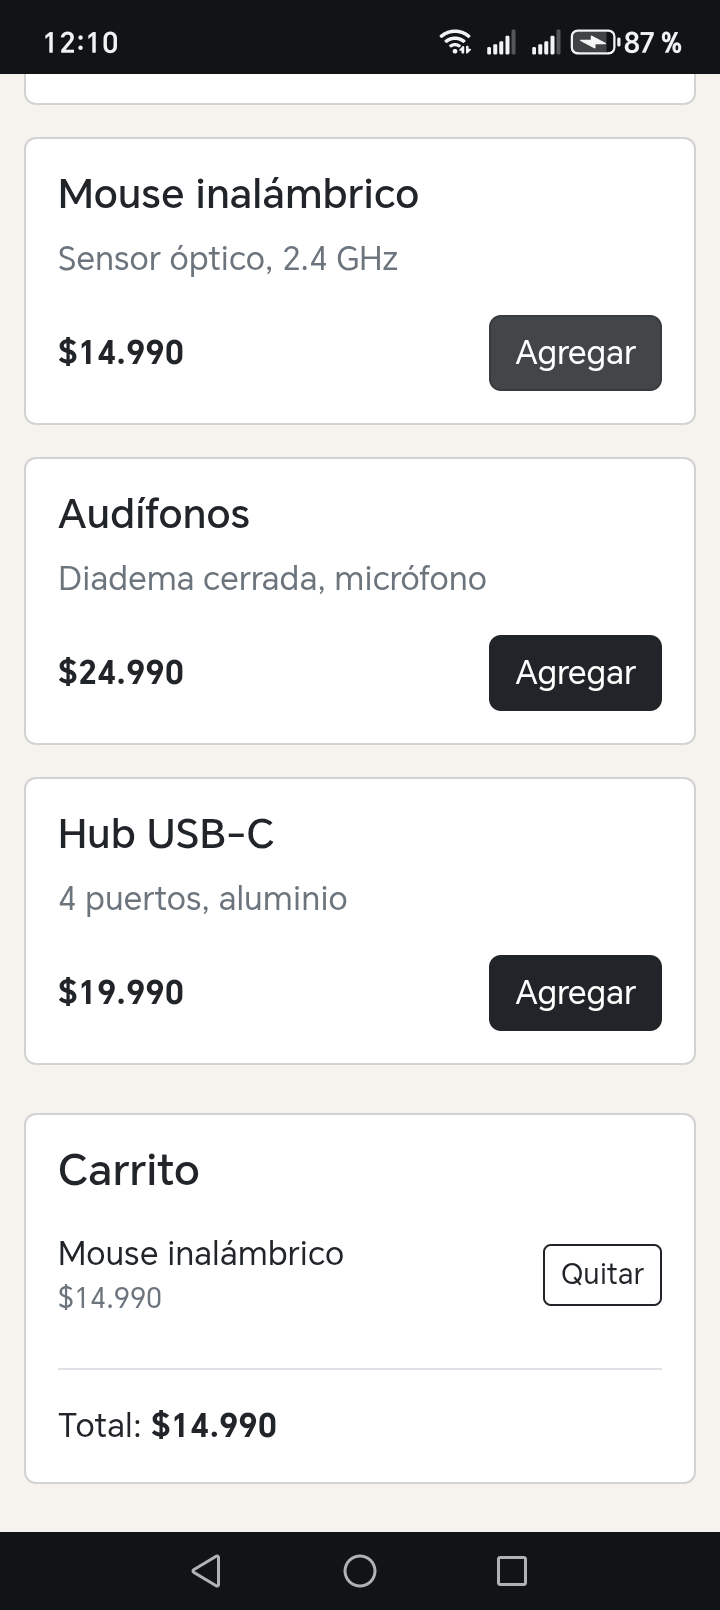 12:10 87 %
Mouse inalámbrico
Sensor óptico, 2.4 GHz
$14.990 Agregar
Audífonos
Diadema cerrada, micrófono
$24.990 Agregar
Hub USB-C
4 puertos, aluminio
$19.990 Agregar
Carrito
Mouse inalámbrico
$14.990
Quitar
Total: $14.990